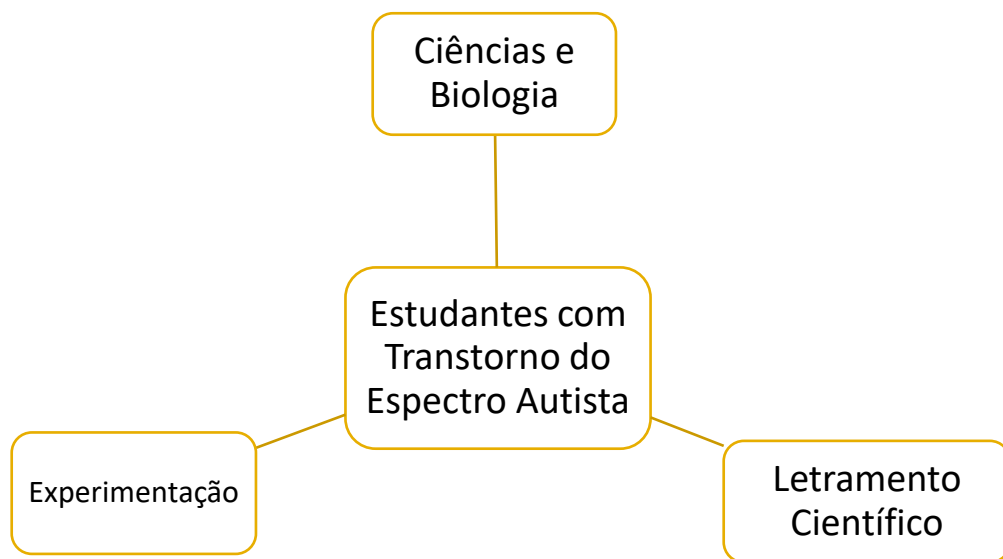 Ciências e
Biologia
Estudantes com
Transtorno do
Espectro Autista
Experimentação
Letramento
Científico